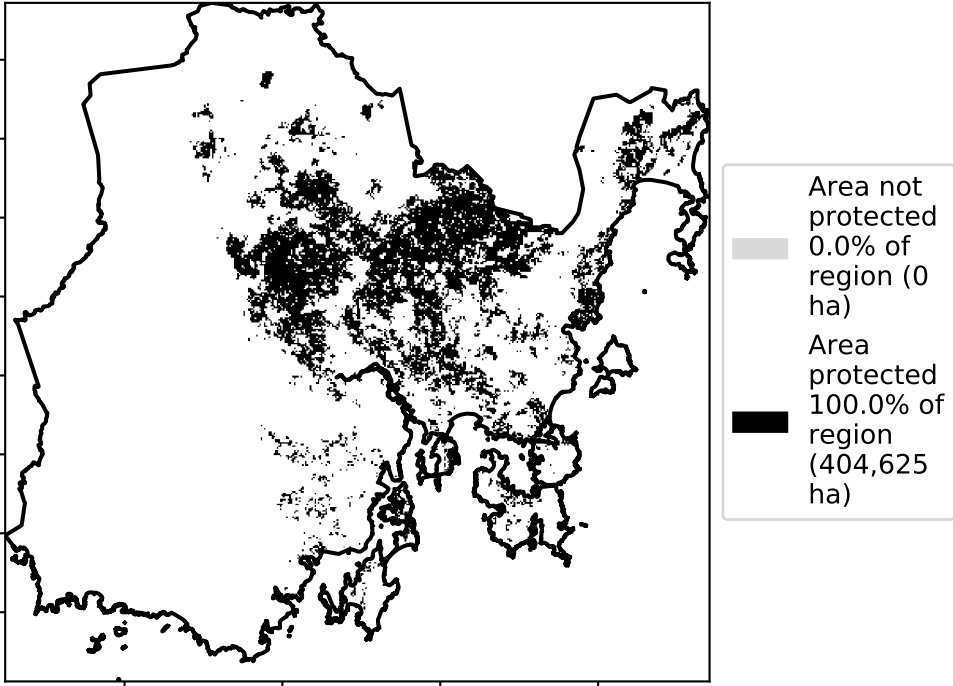 Area not
protected
0.0% of
region (0
ha)
Area
protected
100.0% of
region
(404,625
ha)